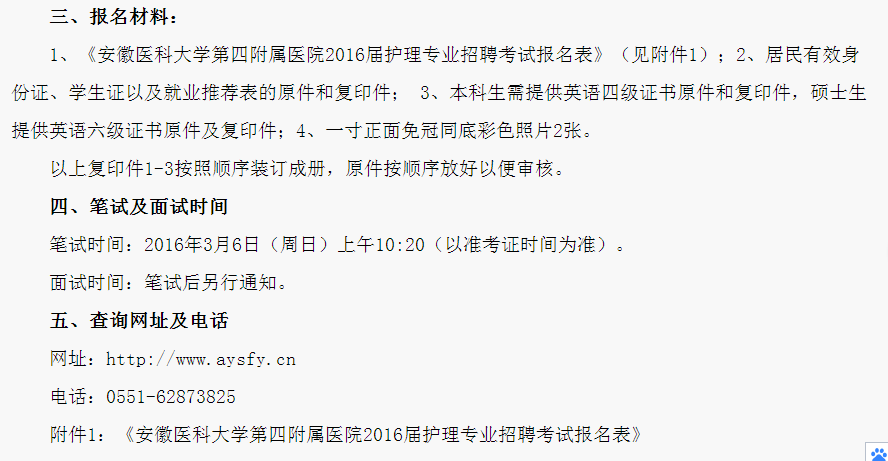 三、报名材料：
1、《安徽医科大学第四附属医院2016届护理专业招聘考试报名表》（见附件1）；2、居民有效身
份证、学生证以及就业推荐表的原件和复印件； 3、本科生需提供英语四级证书原件和复印件，硕士生
提供英语六级证书原件及复印件；4、一寸正面免冠同底彩色照片2张。
以上复印件1-3按照顺序装订成册，原件按顺序放好以便审核。
四、笔试及面试时间
笔试时间：2016年3月6日（周日）上午10:20（以准考证时间为准）。
面试时间：笔试后另行通知。
五、查询网址及电话
网址：http://www.aysfy.cn
电话：0551-62873825
附件1：《安徽医科大学第四附属医院2016届护理专业招聘考试报名表》